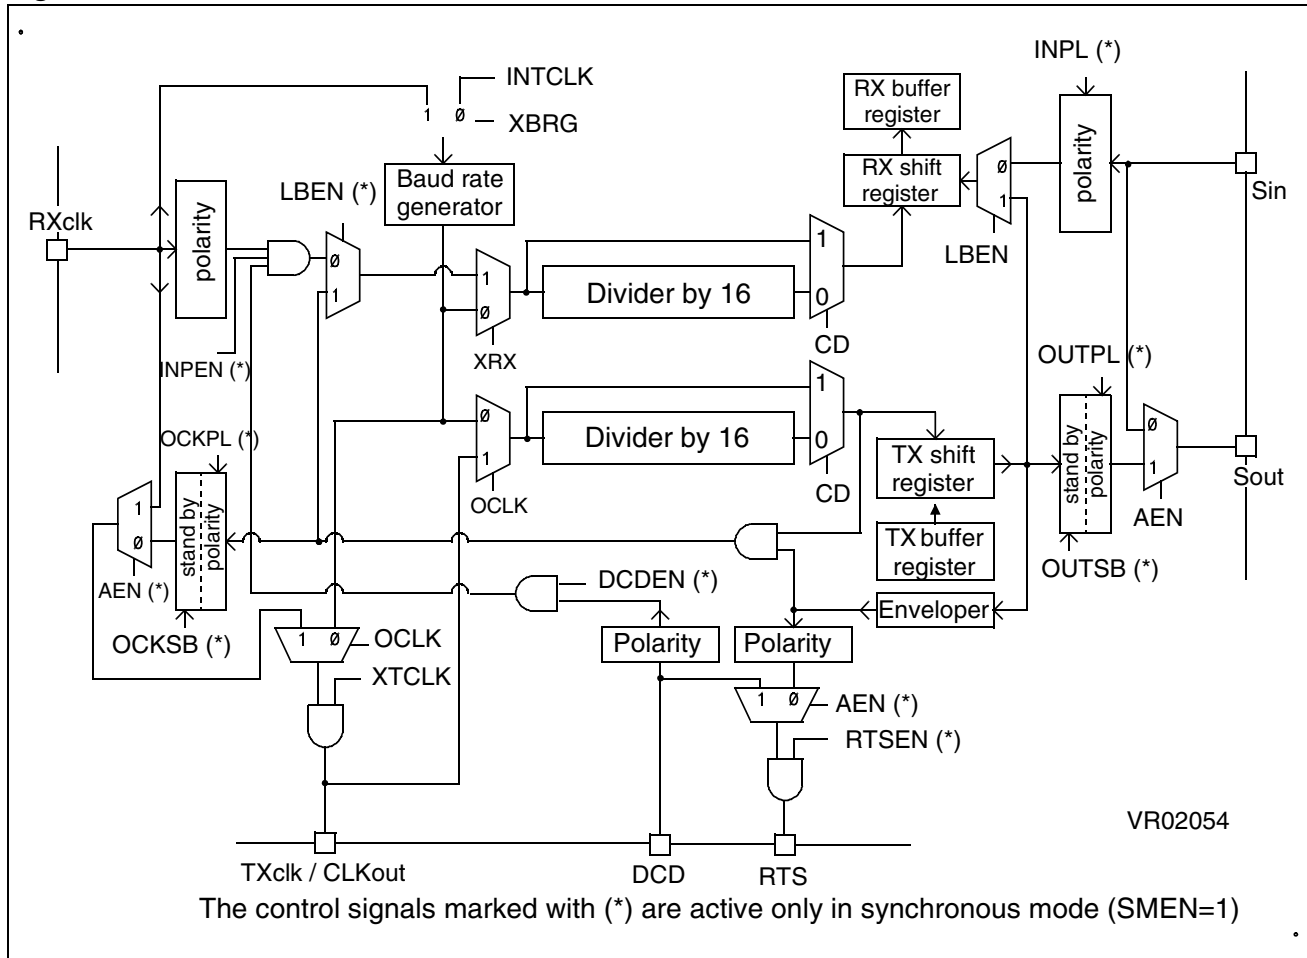 INPL (*)
INTCLK
RX buffer
register
1 Ø
XBRG
polarity
Baud rate
generator
RX shift
register
Ø
1
LBEN (*)
Sin
RXclk
polarity
LBEN
Ø
1
1
Ø
1
Divider by 16
0
CD
INPEN (*)
XRX
OUTPL (*)
1
Ø
1
Divider by 16
0
OCKPL (*)
TX shift
register
stand by
polarity
Ø
1
Sout
CD
OCLK
AEN
1
Ø
stand by
polarity
TX buffer
register
OUTSB (*)
AEN (*)
DCDEN (*)
Enveloper
OCKSB (*)
1 Ø
OCLK
Polarity
Polarity
XTCLK
1 Ø
AEN (*)
RTSEN (*)
VR02054
TXclk / CLKout
DCD
RTS
The control signals marked with (*) are active only in synchronous mode (SMEN=1)